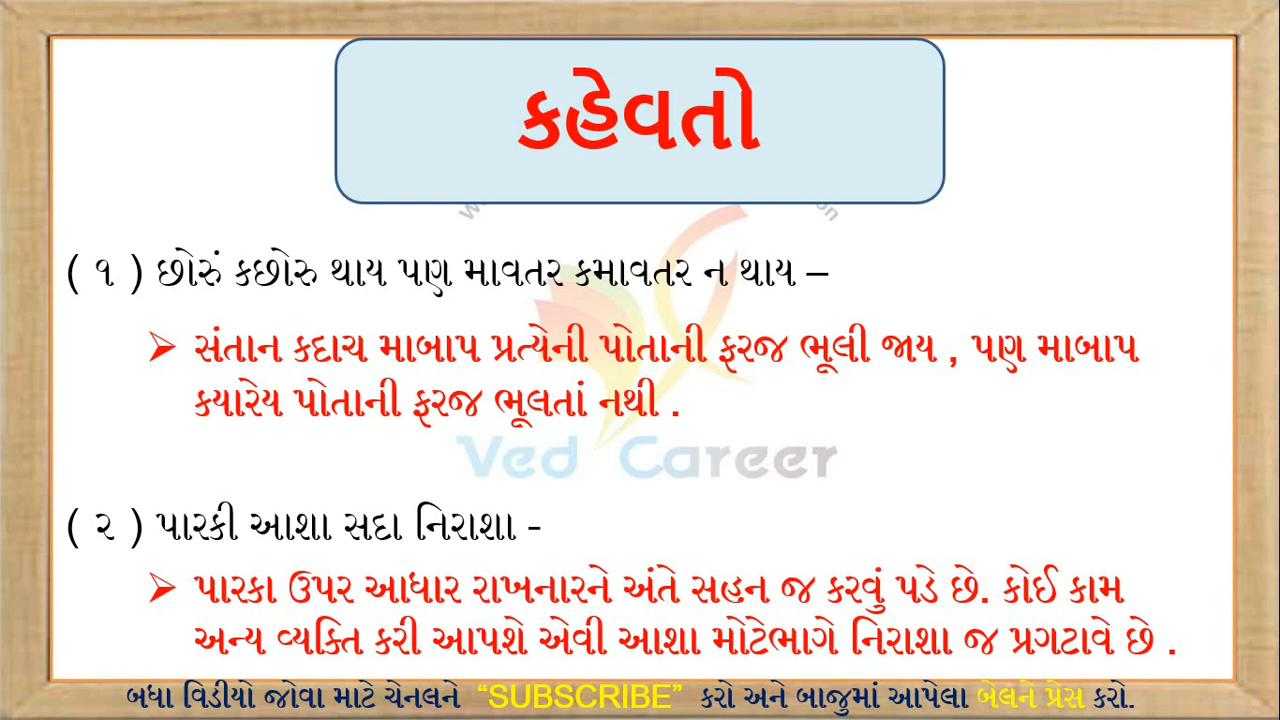 કહેવતો
( ૧ ) છોરું કછોરુ થાય પણ માવતર કમાવતર ન થાય –
➢ સંતાન કદાચ માબાપ પ્રત્યેની પોતાની ફરજ ભૂલી જાય , પણ માબાપ
ક્યારેય પોતાની ફરજ ભૂલતાં નથી .
Ved Career
( ૨ ) પારકી આશા સદા નિરાશા -
➢ પારકા ઉપર આધાર રાખનારને અંતે સહન જ કરવું પડે છે. કોઈ કામ
અન્ય વ્યક્તિ કરી આપશે એવી આશા મોટેભાગે નિરાશા જ પ્રગટાવે છે .
બધા વિડીયો જોવા માટે ચેનલને “SUBSCRIBE” કરો અને બાજુમાં આપેલા બેલને પ્રેસ કરો.